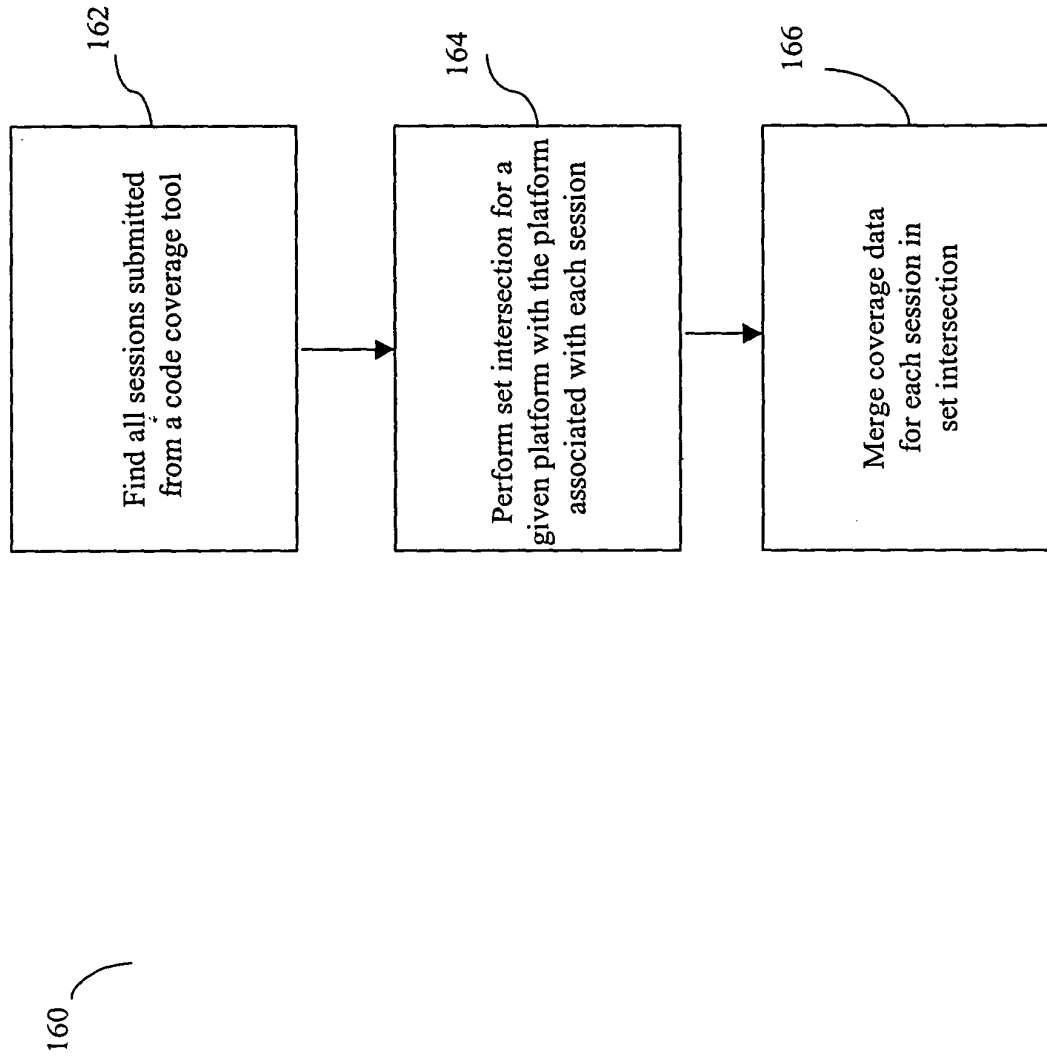 160
Find all sessions submitted
from a code coverage tool
162
Perform set intersection for a
given platform with the platform
associated with each session
164
Merge coverage data
for each session in
set intersection
166